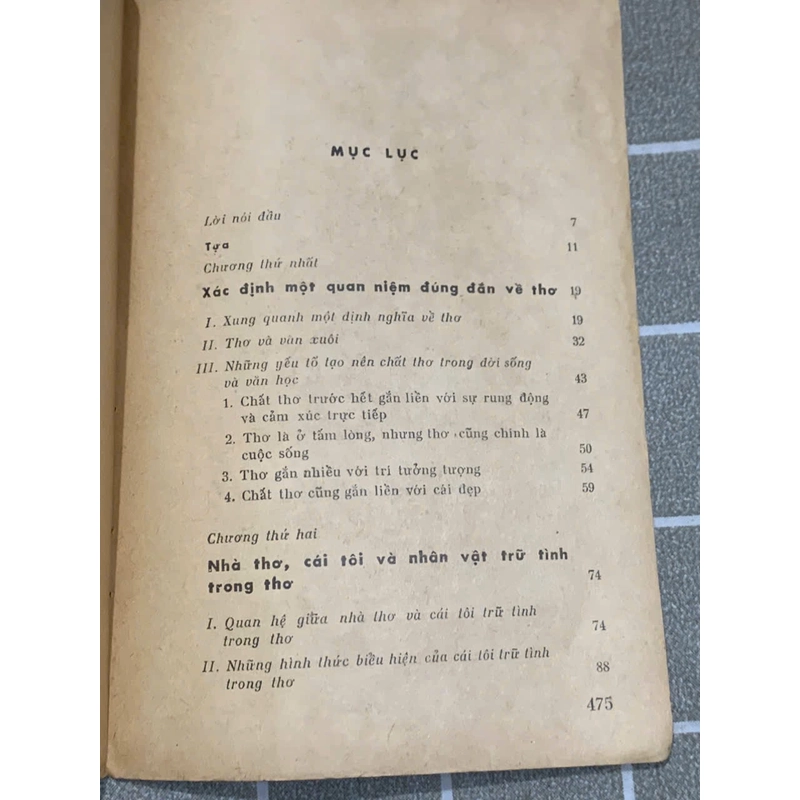 MỤC LỤC
Lời nói đầu 7
Tựa 11
Chương thứ nhất
Xác định một quan niệm đúng đắn về thơ 19
I. Xung quanh một định nghĩa về thơ 19
II. Thơ và văn xuôi 32
III. Những yếu tố tạo nên chất thơ trong đời sống
và văn học 43
1. Chất thơ trước hết gắn liền với sự rung động
và cảm xúc trực tiếp 47
2. Thơ là ở tấm lòng, nhưng thơ cũng chính là
cuộc sống 50
3. Thơ gắn nhiều với trí tưởng tượng 54
4. Chất thơ cũng gắn liền với cái đẹp 59
Chương thứ hai
Nhà thơ, cái tôi và nhân vật trữ tình
trong thơ 74
I. Quan hệ giữa nhà thơ và cái tôi trữ tình
trong thơ 74
II. Những hình thức biểu hiện của cái tôi trữ tình
trong thơ 88
475